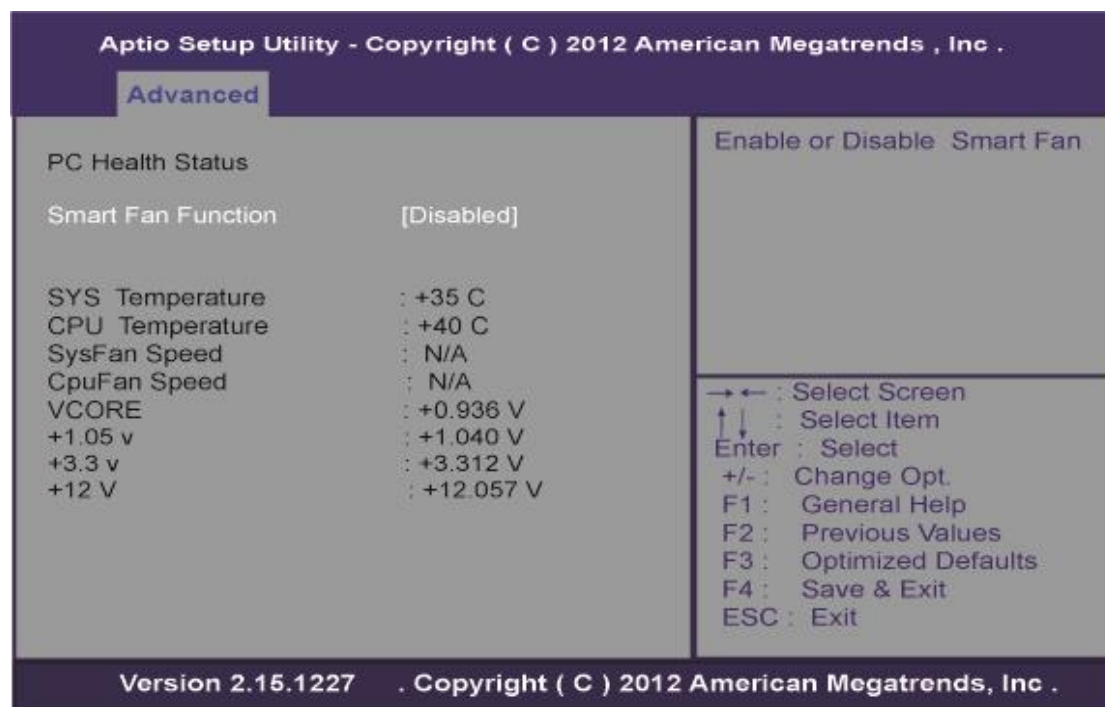 Aptio Setup Utility - Copyright ( C ) 2012 American Megatrends , Inc .
Advanced
PC Health Status
Smart Fan Function [Disabled]
SYS Temperature : +35 C
CPU Temperature : +40 C
SysFan Speed : N/A
CpuFan Speed : N/A
VCORE : +0.936 V
+1.05 v : +1.040 V
+3.3 v : +3.312 V
+12 V : +12.057 V
Enable or Disable Smart Fan
→← : Select Screen
↑↓ : Select Item
Enter : Select
+/- : Change Opt.
F1 : General Help
F2 : Previous Values
F3 : Optimized Defaults
F4 : Save & Exit
ESC : Exit
Version 2.15.1227 . Copyright ( C ) 2012 American Megatrends, Inc .